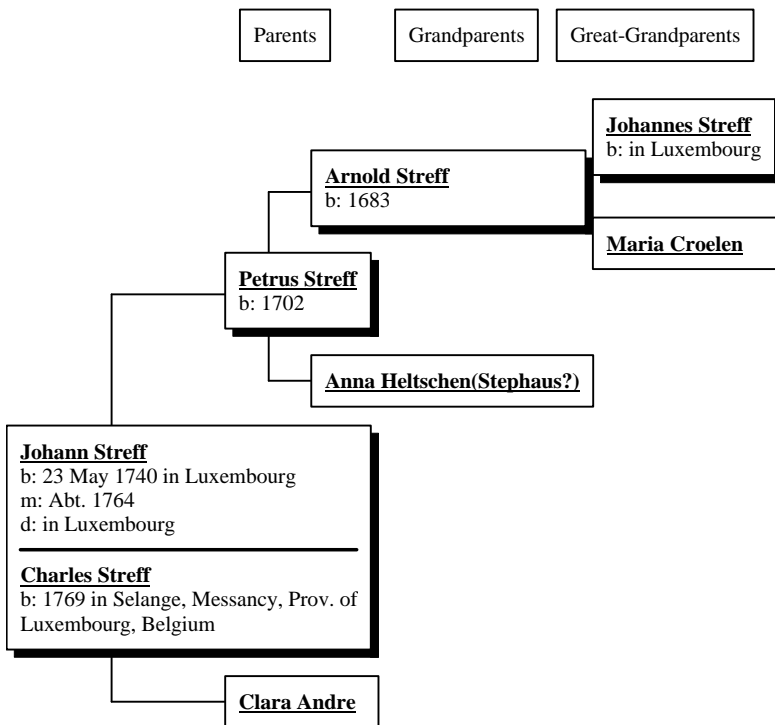 Parents
Grandparents
Great-Grandparents
Johannes Streff
b: in Luxembourg
Arnold Streff
b: 1683
Maria Croelen
Petrus Streff
b: 1702
Anna Heltschen(Stephaus?)
Johann Streff
b: 23 May 1740 in Luxembourg
m: Abt. 1764
d: in Luxembourg
Charles Streff
b: 1769 in Selange, Messancy, Prov. of
Luxembourg, Belgium
Clara Andre